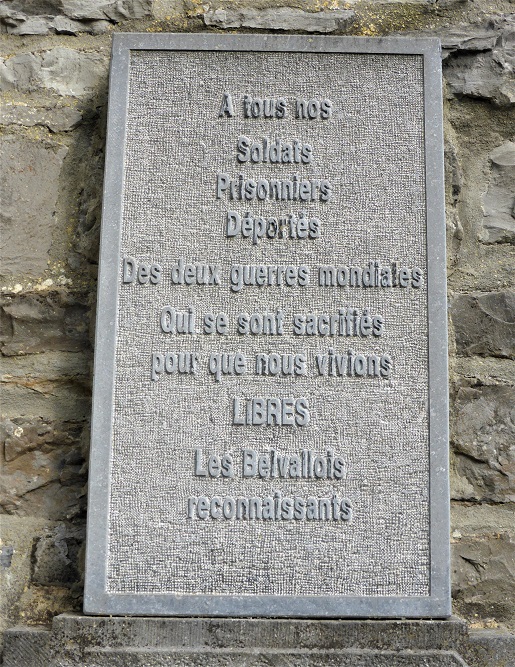 A tous nos
Soldats
Prisonniers
Déportés
Des deux guerres mondiales
Qui se sont sacrifiés
pour que nous vivions
LIBRES
Les Belvallois
reconnaissants